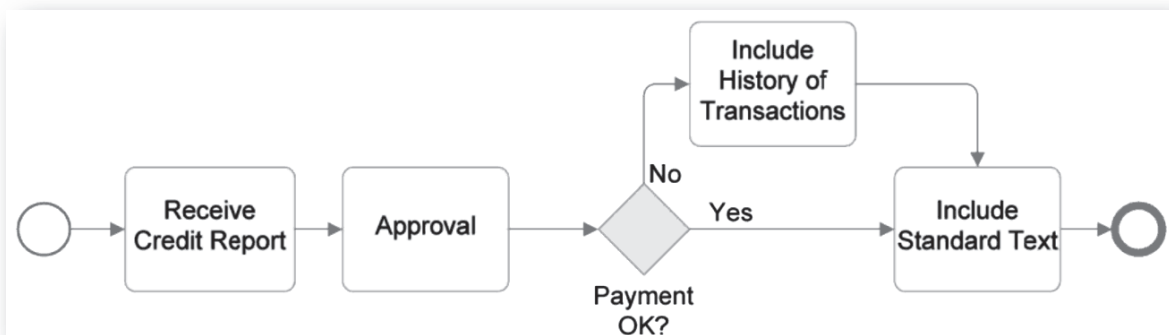 Receive
Credit Report
Approval
Payment
OK?
No
Yes
Include
History of
Transactions
Include
Standard Text